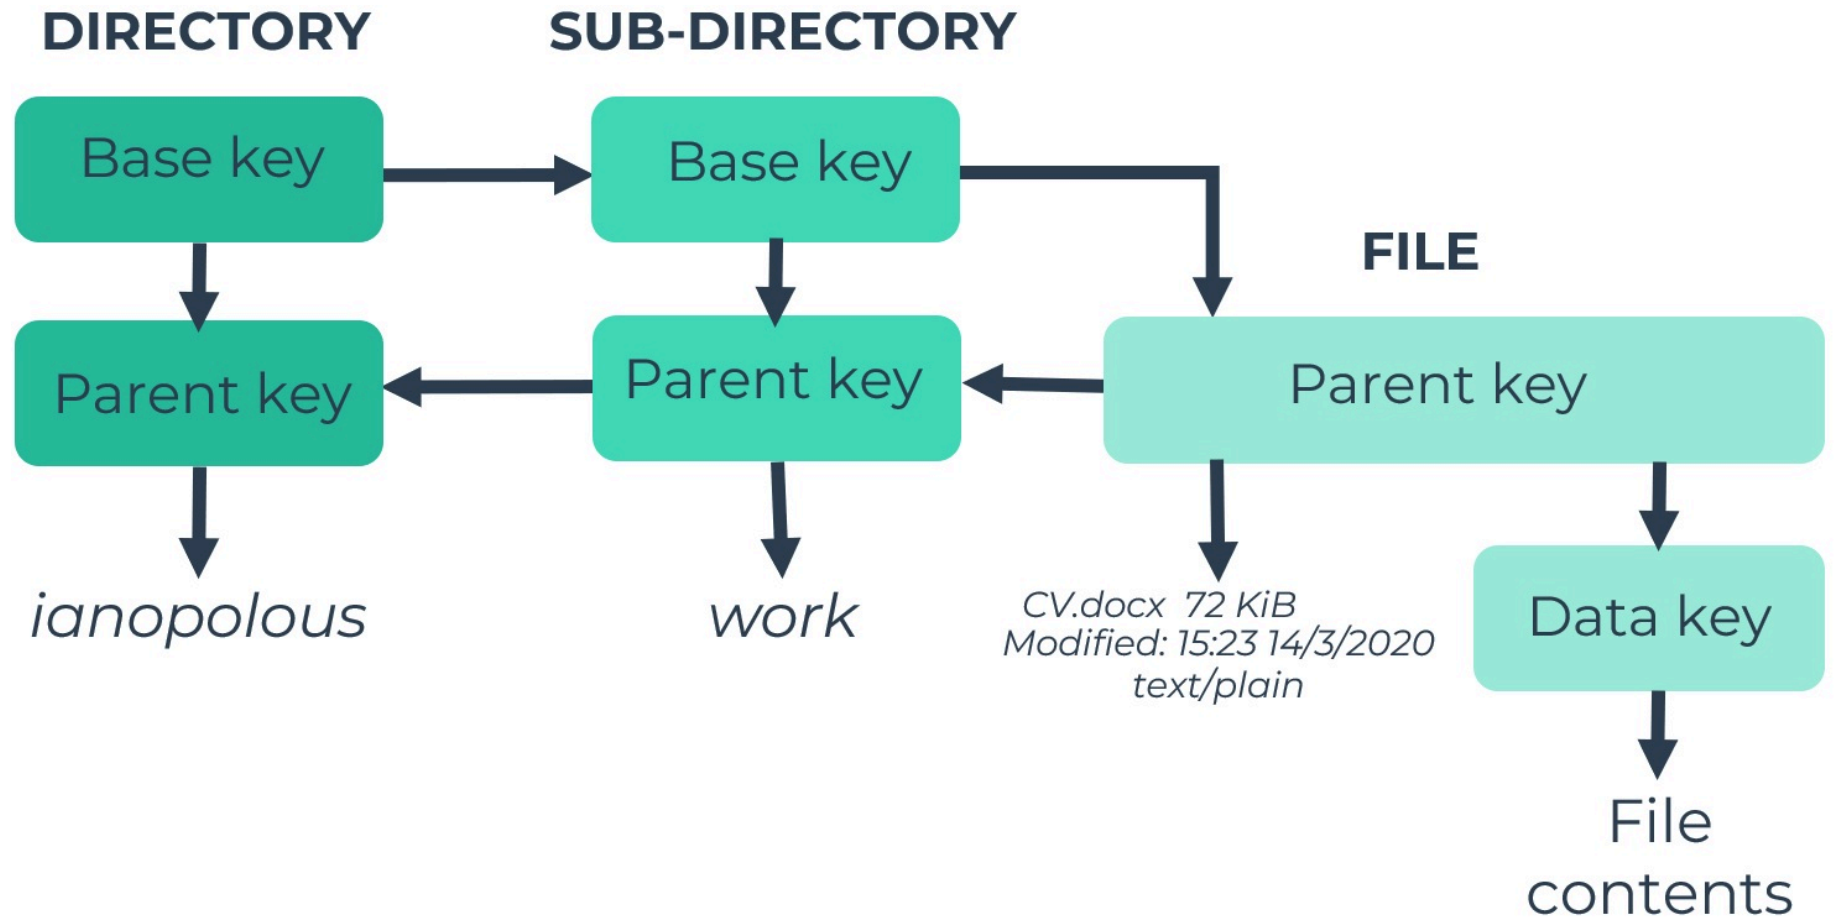 DIRECTORY
SUB-DIRECTORY
Base key
Base key
FILE
Parent key
Parent key
Parent key
ianopolous
work
CV.docx 72 KiB
Modified: 15:23 14/3/2020
text/plain
Data key
File
contents